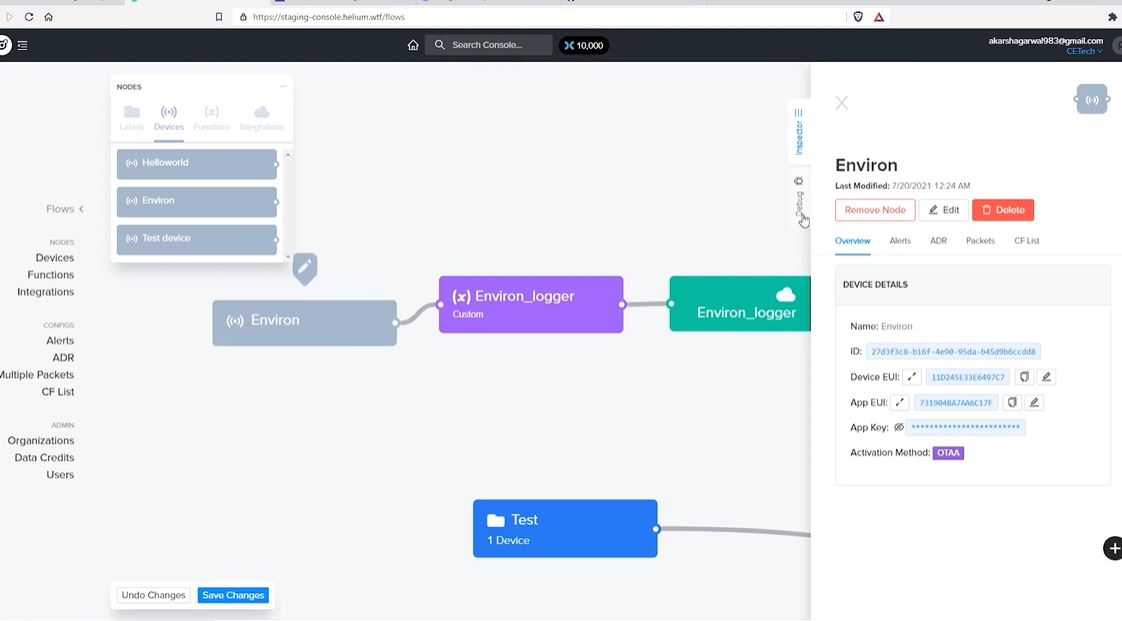 https://staging-console.helium.wtf/flows
Search Console...
10,000
akarshagarwal983@gmail.com
CETech
NODES
Labels Devices Functions Integrations
Helloworld
Environ
Test device
Flows
NODES
Devices
Functions
Integrations
CONFIGS
Alerts
ADR
Multiple Packets
CF List
ADMIN
Organizations
Data Credits
Users
Environ
(x) Environ_logger
Custom
Environ_logger
Test
1 Device
Undo Changes Save Changes
Inspector
Debug
Environ
Last Modified: 7/20/2021 12:24 AM
Remove Node Edit Delete
Overview Alerts ADR Packets CF List
DEVICE DETAILS
Name: Environ
ID: 27d3f3c8-b16f-4e90-95da-b45d9b6ccdd8
Device EUI: 11D245E33E6497C7
App EUI: 731904BA7AA6C17F
App Key: ************************
Activation Method: OTAA